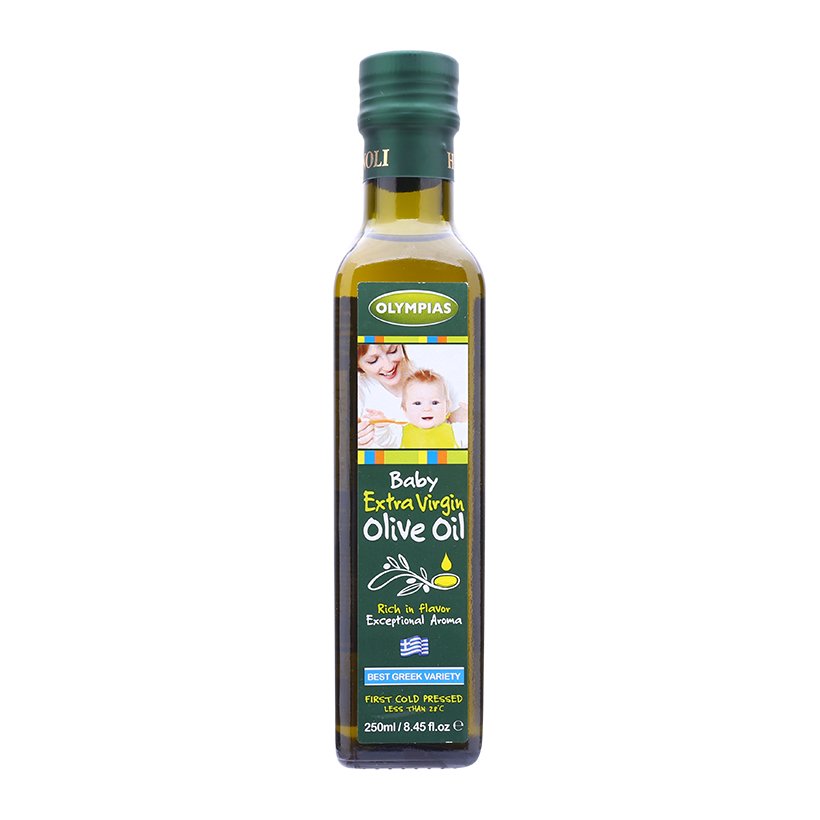 OLYMPIAS
Baby
Extra Virgin
Olive Oil
Rich in flavor
Exceptional Aroma
BEST GREEK VARIETY
FIRST COLD PRESSED
LESS THAN 28°C
250ml / 8.45 fl.oz ℮